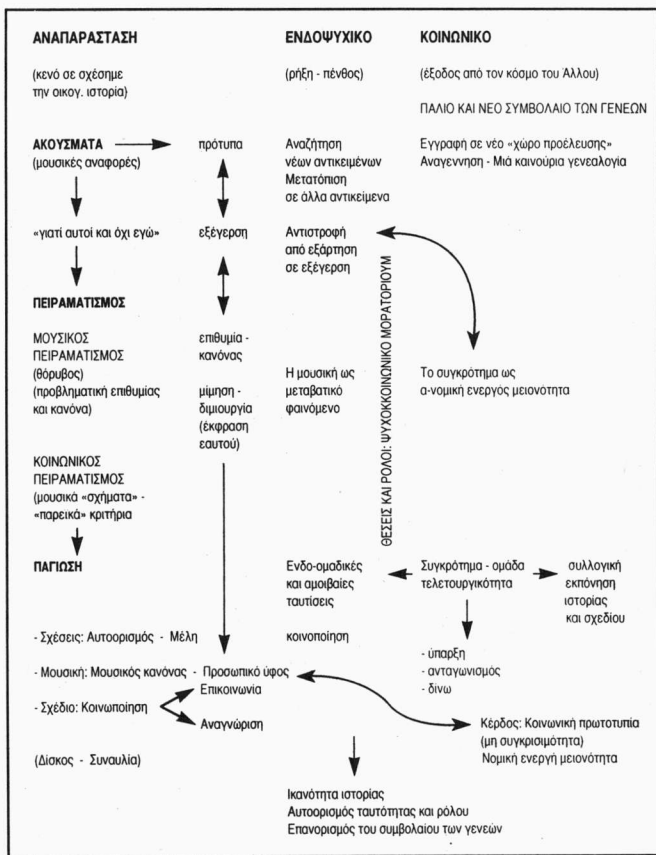 ΑΝΑΠΑΡΑΣΤΑΣΗ
(κενό σε σχέσημε
την οικογ. ιστορία)
ΑΚΟΥΣΜΑΤΑ
(μουσικές αναφορές)
«γιατί αυτοί και όχι εγώ»
ΠΕΙΡΑΜΑΤΙΣΜΟΣ
ΜΟΥΣΙΚΟΣ
ΠΕΙΡΑΜΑΤΙΣΜΟΣ
(θόρυβος)
(προβληματική επιθυμίας
και κανόνα)
ΚΟΙΝΩΝΙΚΟΣ
ΠΕΙΡΑΜΑΤΙΣΜΟΣ
(μουσικά «σχήματα» -
«παρεικά» κριτήρια
ΠΑΓΙΩΣΗ
πρότυπα
εξέγερση
επιθυμία -
κανόνας
μίμηση -
διμιουργία
(έκφραση
εαυτού)
- Σχέσεις: Αυτοορισμός - Μέλη
- Μουσική: Μουσικός κανόνας - Προσωπικό ύφος
Επικοινωνία
- Σχέδιο: Κοινωποίηση
Αναγνώριση
(Δίσκος - Συναυλία)
ΕΝΔΟΨΥΧΙΚΟ
(ρήξη - πένθος)
Αναζήτηση
νέων αντικειμένων
Μετατόπιση
σε άλλα αντικείμενα
Αντιστροφή
από εξάρτηση
σε εξέγερση
Η μουσική ως
μεταβατικό
φαινόμενο
Ενδο-ομαδικές
και αμοιβαίες
ταυτίσεις
κοινοποίηση
ΘΕΣΕΙΣ ΚΑΙ ΡΟΛΟΙ: ΨΥΧΟΚΚΟΙΝΩΝΙΚΟ ΜΟΡΑΤΟΡΙΟΥΜ
ΚΟΙΝΩΝΙΚΟ
(έξοδος από τον κόσμο του Άλλου)
ΠΑΛΙΟ ΚΑΙ ΝΕΟ ΣΥΜΒΟΛΑΙΟ ΤΩΝ ΓΕΝΕΩΝ
Εγγραφή σε νέο «χώρο προέλευσης»
Αναγεννηση - Μιά καινούρια γενεαλογία
Το συγκρότημα ως
α-νομική ενεργός μειονότητα
Συγκρότημα - ομάδα
τελετουργικότητα
συλλογική
εκπόνηση
ιστορίας
και σχεδίου
- ύπαρξη
- ανταγωνισμός
- δίνω
Κέρδος: Κοινωνική πρωτοτυπία
(μη συγκρισιμότητα)
Νομική ενεργή μειονότητα
Ικανότητα ιστορίας
Αυτοορισμός ταυτότητας και ρόλου
Επανορισμός του συμβολαίου των γενεών